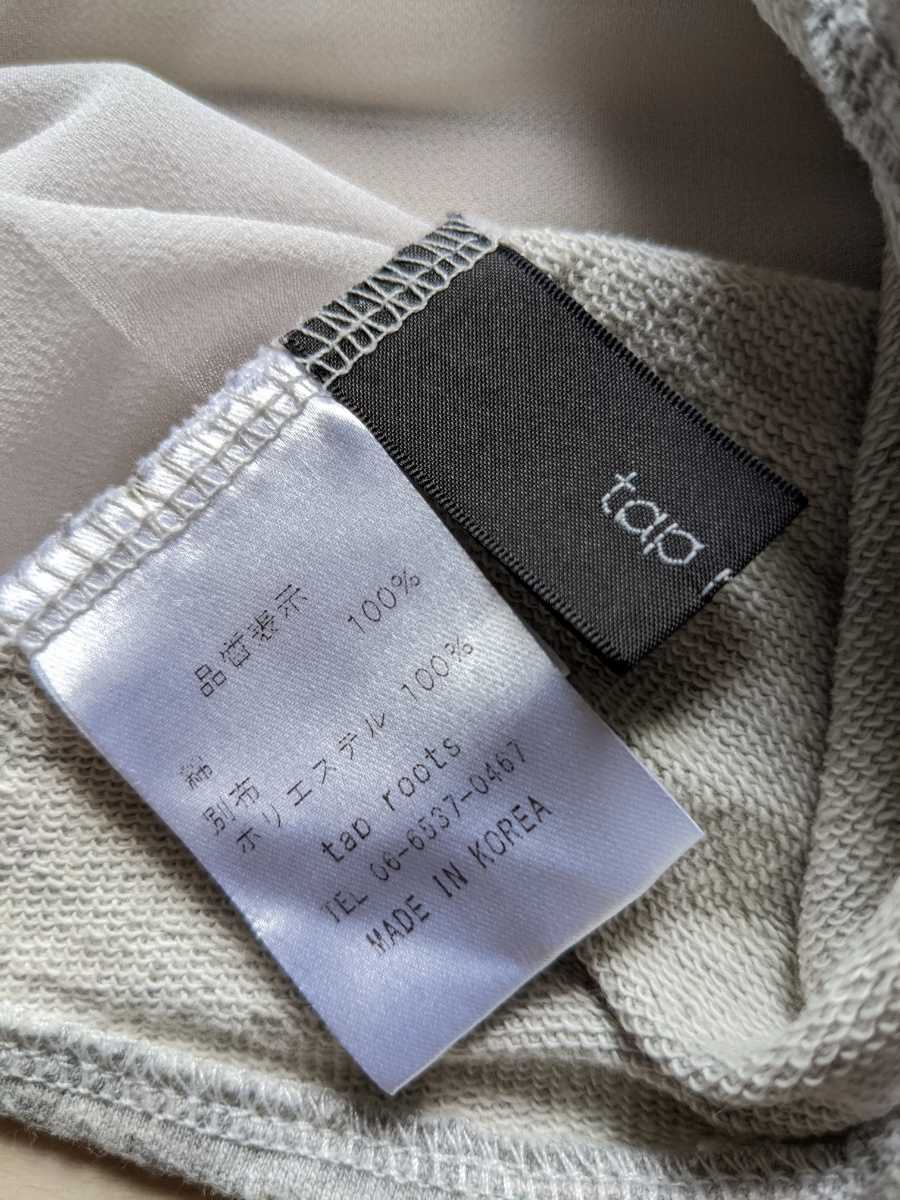 tap
品質表示
綿 100%
別布
ポリエステル 100%
tap roots
TEL 06-6537-0467
MADE IN KOREA